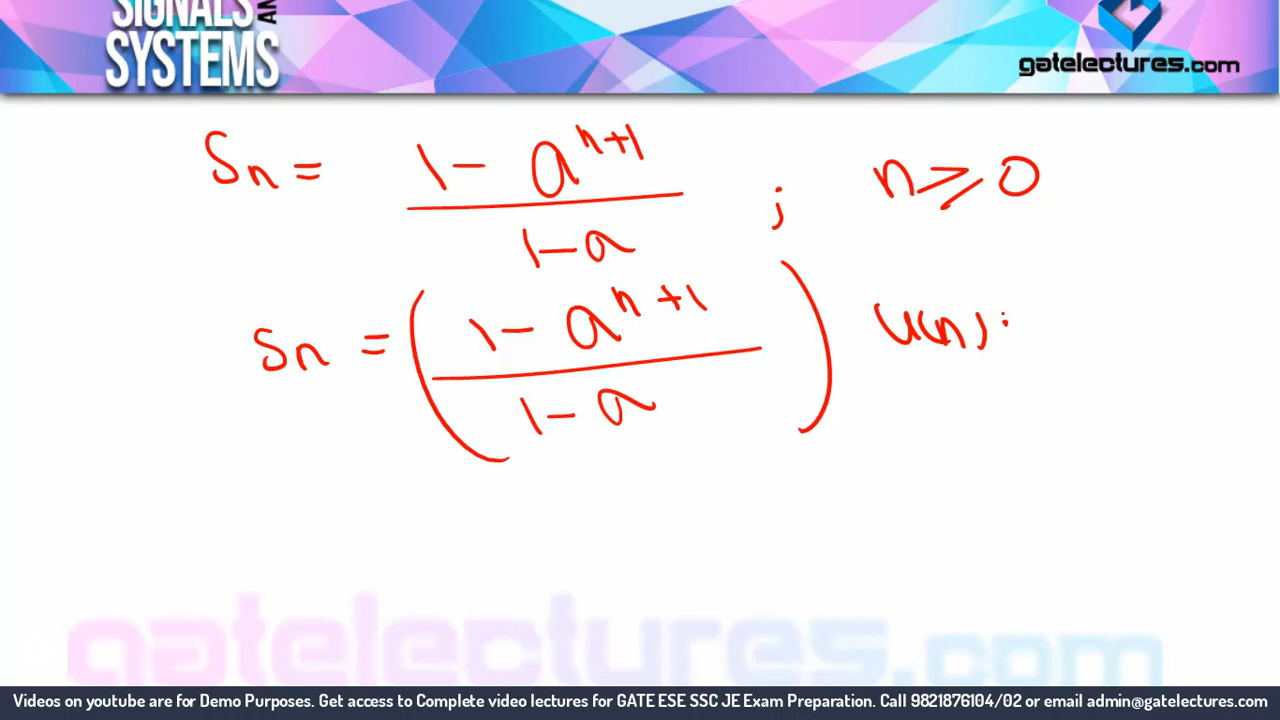 SIGNALS AN
SYSTEMS
gatelectures.com
Sn = 1 - a^{n+1} / 1 - a ; n ≥ 0
Sn = ( 1 - a^{n+1} / 1 - a ) u(n);
gatelectures.com
Videos on youtube are for Demo Purposes. Get access to Complete video lectures for GATE ESE SSC JE Exam Preparation. Call 9821876104/02 or email admin@gatelectures.com